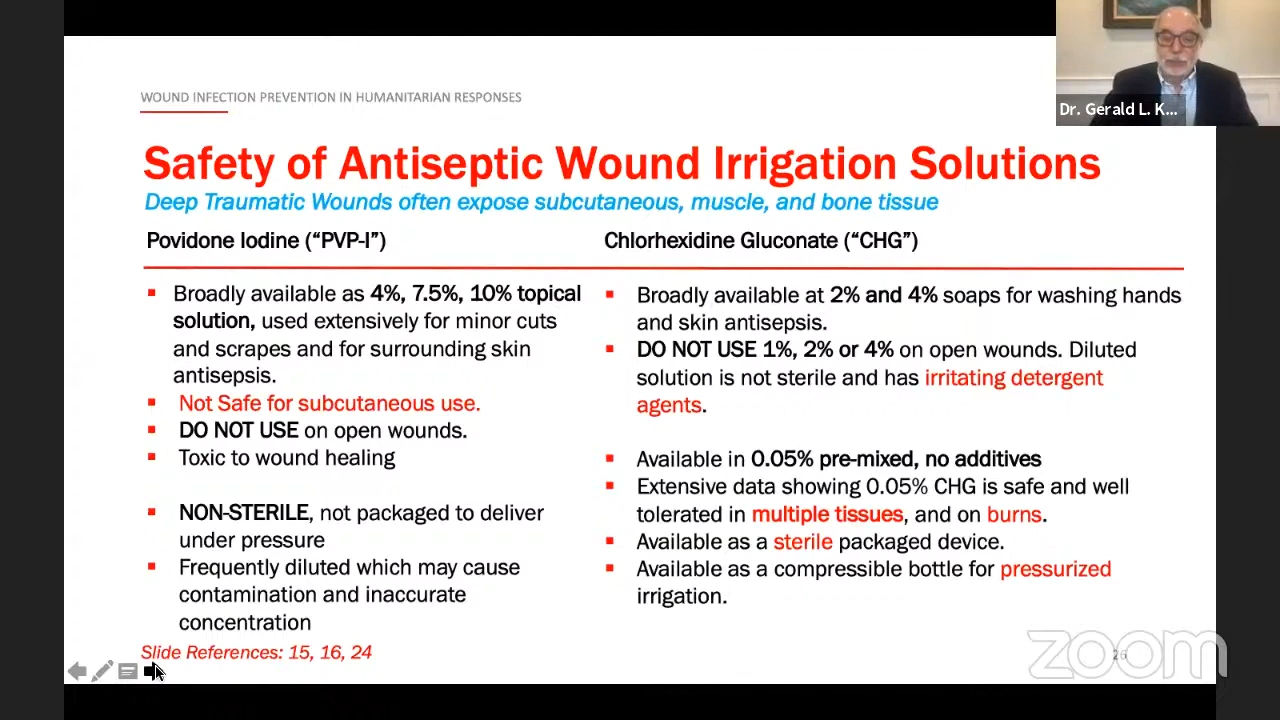 Dr. Gerald L. K...
WOUND INFECTION PREVENTION IN HUMANITARIAN RESPONSES
Safety of Antiseptic Wound Irrigation Solutions
Deep Traumatic Wounds often expose subcutaneous, muscle, and bone tissue
Povidone Iodine (“PVP-I”)
▪ Broadly available as 4%, 7.5%, 10% topical
solution, used extensively for minor cuts
and scrapes and for surrounding skin
antisepsis.
▪ Not Safe for subcutaneous use.
▪ DO NOT USE on open wounds.
▪ Toxic to wound healing
▪ NON-STERILE, not packaged to deliver
under pressure
▪ Frequently diluted which may cause
contamination and inaccurate
concentration
Chlorhexidine Gluconate (“CHG”)
▪ Broadly available at 2% and 4% soaps for washing hands
and skin antisepsis.
▪ DO NOT USE 1%, 2% or 4% on open wounds. Diluted
solution is not sterile and has irritating detergent
agents.
▪ Available in 0.05% pre-mixed, no additives
▪ Extensive data showing 0.05% CHG is safe and well
tolerated in multiple tissues, and on burns.
▪ Available as a sterile packaged device.
▪ Available as a compressible bottle for pressurized
irrigation.
Slide References: 15, 16, 24
26
zoom